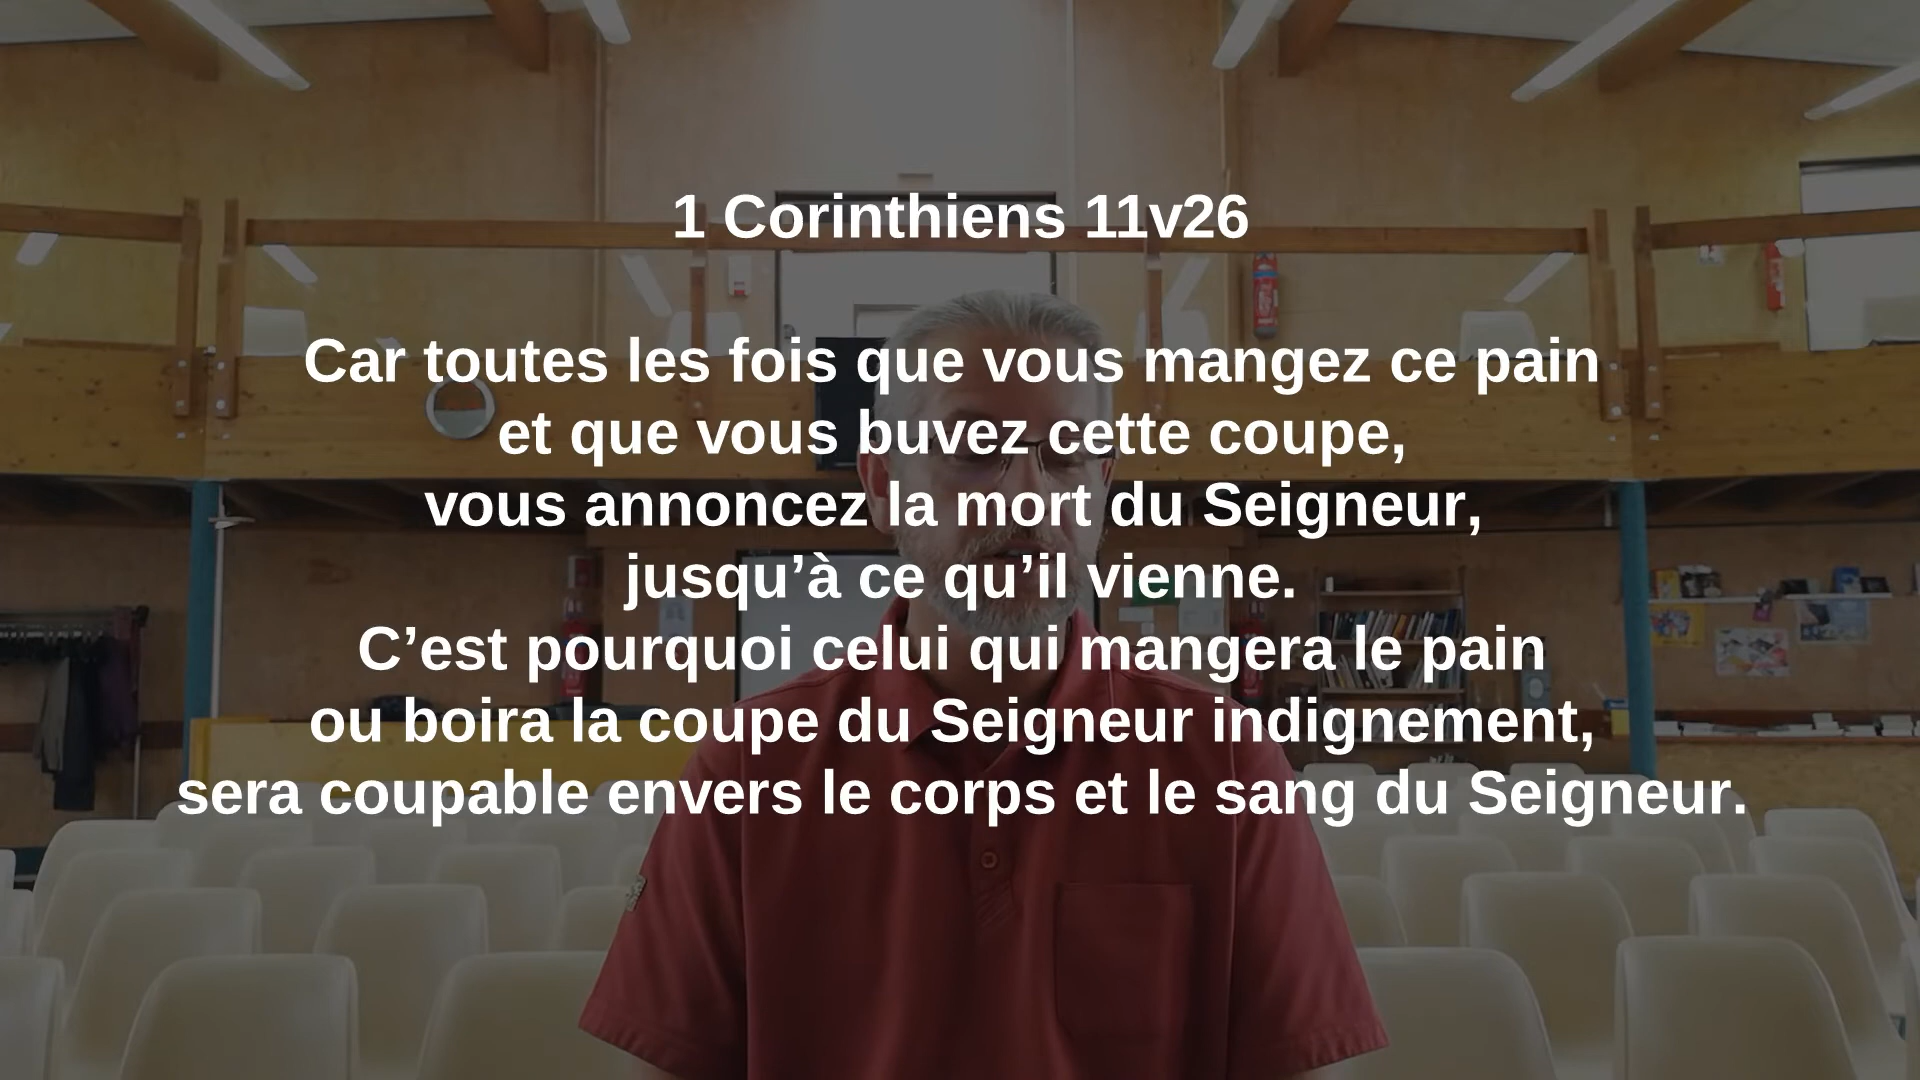 1 Corinthiens 11v26
Car toutes les fois que vous mangez ce pain
et que vous buvez cette coupe,
vous annoncez la mort du Seigneur,
jusqu’à ce qu’il vienne.
C’est pourquoi celui qui mangera le pain
ou boira la coupe du Seigneur indignement,
sera coupable envers le corps et le sang du Seigneur.